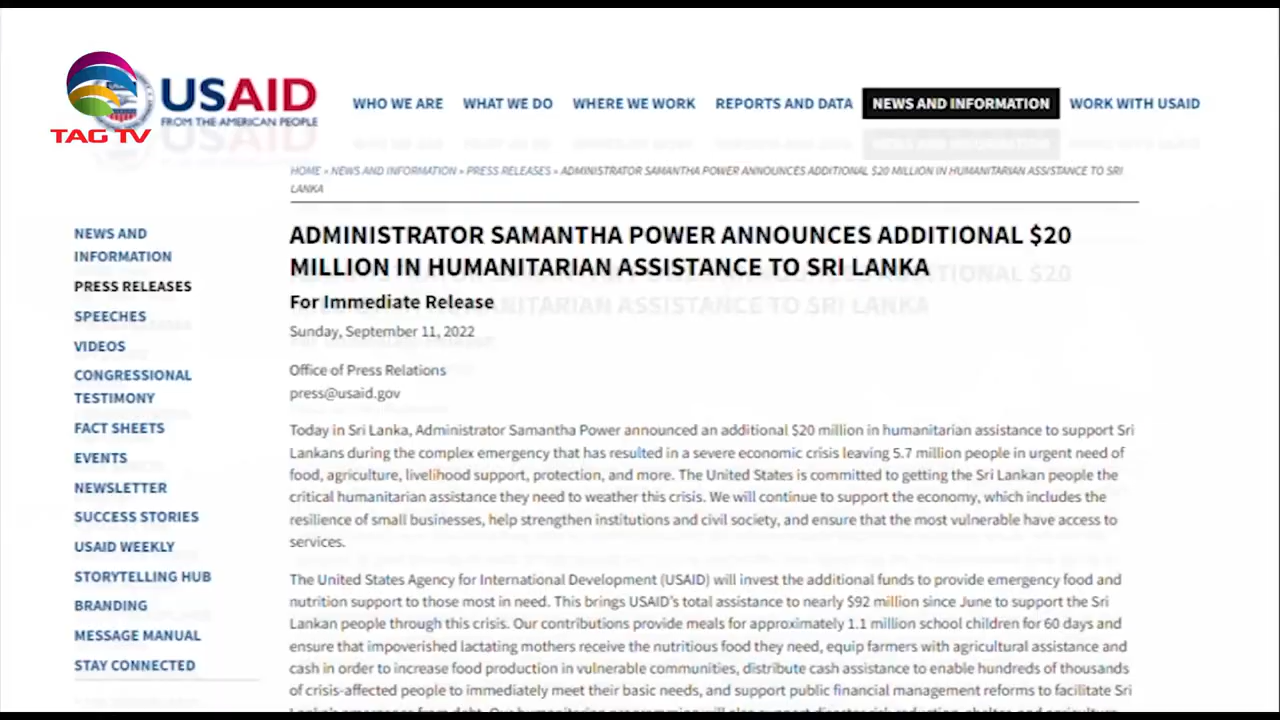 TAG TV
USAID
FROM THE AMERICAN PEOPLE
WHO WE ARE WHAT WE DO WHERE WE WORK REPORTS AND DATA NEWS AND INFORMATION WORK WITH USAID
HOME » NEWS AND INFORMATION » PRESS RELEASES » ADMINISTRATOR SAMANTHA POWER ANNOUNCES ADDITIONAL $20 MILLION IN HUMANITARIAN ASSISTANCE TO SRI
LANKA
NEWS AND
INFORMATION
PRESS RELEASES
SPEECHES
VIDEOS
CONGRESSIONAL
TESTIMONY
FACT SHEETS
EVENTS
NEWSLETTER
SUCCESS STORIES
USAID WEEKLY
STORYTELLING HUB
BRANDING
MESSAGE MANUAL
STAY CONNECTED
ADMINISTRATOR SAMANTHA POWER ANNOUNCES ADDITIONAL $20
MILLION IN HUMANITARIAN ASSISTANCE TO SRI LANKA
For Immediate Release
Sunday, September 11, 2022
Office of Press Relations
press@usaid.gov
Today in Sri Lanka, Administrator Samantha Power announced an additional $20 million in humanitarian assistance to support Sri
Lankans during the complex emergency that has resulted in a severe economic crisis leaving 5.7 million people in urgent need of
food, agriculture, livelihood support, protection, and more. The United States is committed to getting the Sri Lankan people the
critical humanitarian assistance they need to weather this crisis. We will continue to support the economy, which includes the
resilience of small businesses, help strengthen institutions and civil society, and ensure that the most vulnerable have access to
services.
The United States Agency for International Development (USAID) will invest the additional funds to provide emergency food and
nutrition support to those most in need. This brings USAID's total assistance to nearly $92 million since June to support the Sri
Lankan people through this crisis. Our contributions provide meals for approximately 1.1 million school children for 60 days and
ensure that impoverished lactating mothers receive the nutritious food they need, equip farmers with agricultural assistance and
cash in order to increase food production in vulnerable communities, distribute cash assistance to enable hundreds of thousands
of crisis-affected people to immediately meet their basic needs, and support public financial management reforms to facilitate Sri